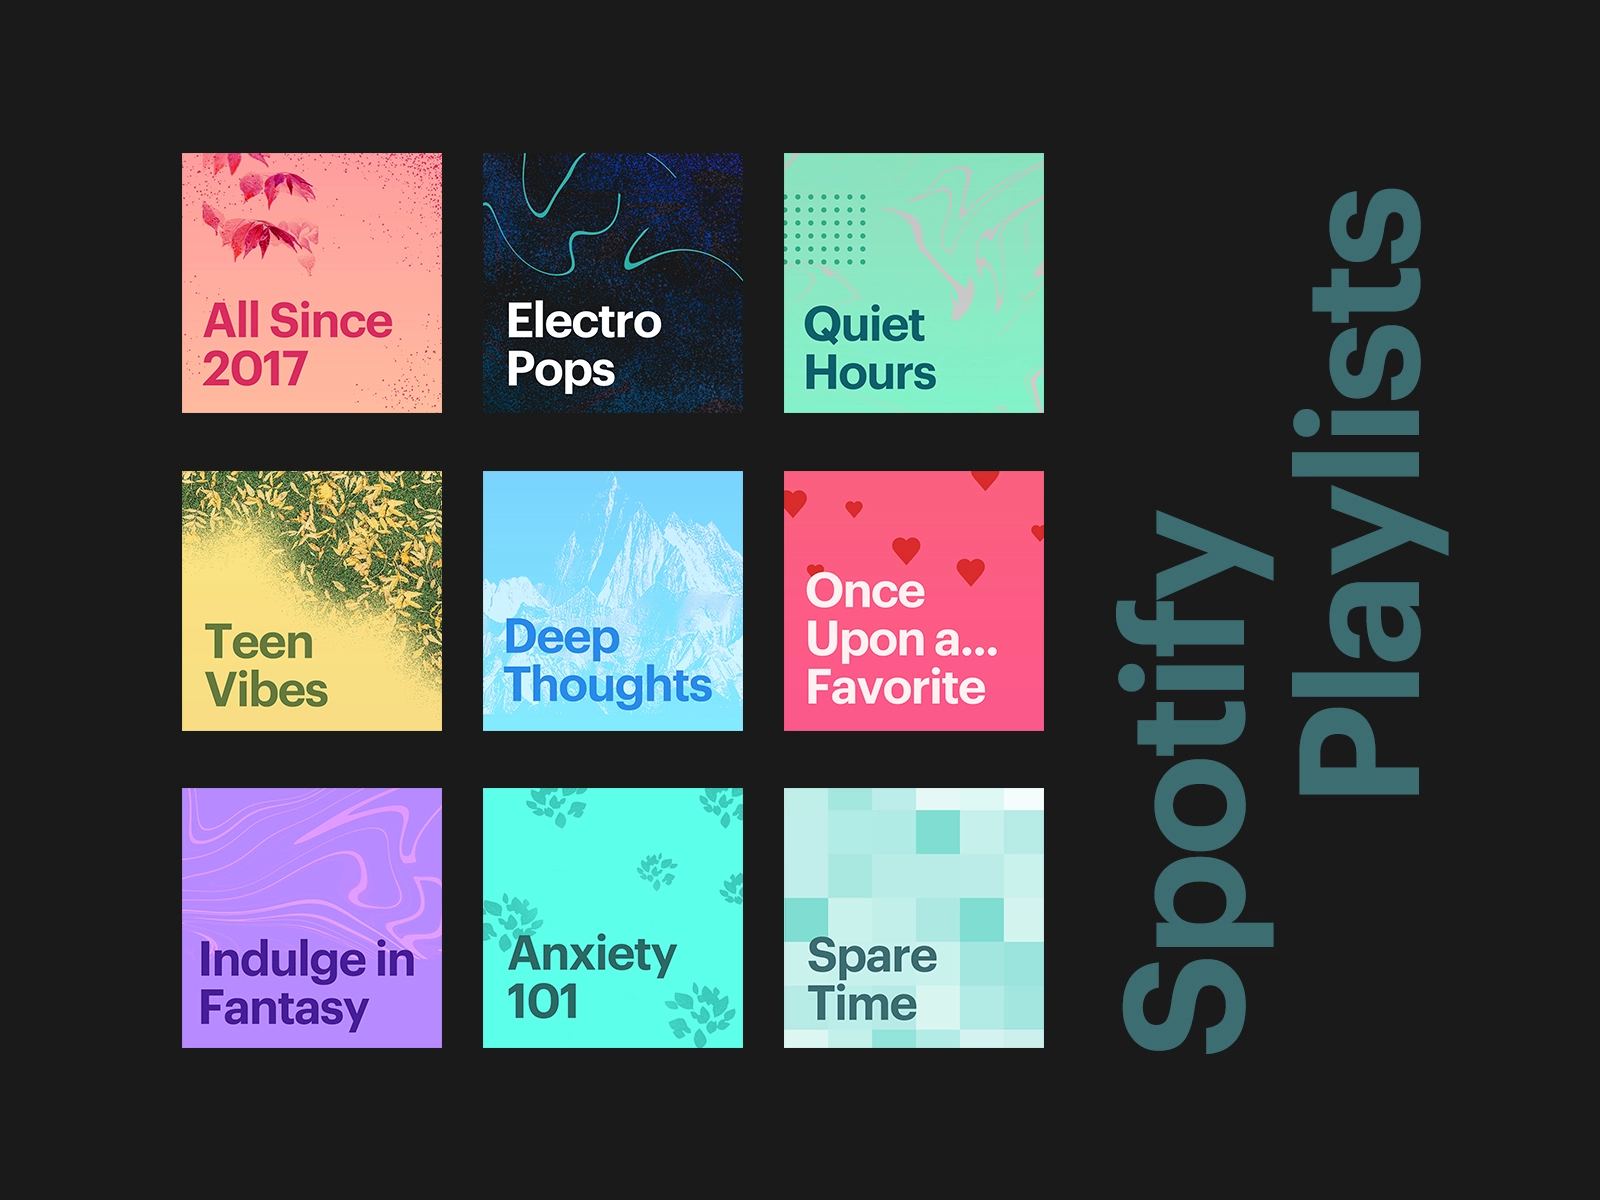 All Since
2017
Electro
Pops
Quiet
Hours
Teen
Vibes
Deep
Thoughts
Once
Upon a...
Favorite
Indulge in
Fantasy
Anxiety
101
Spare
Time
Spotify
Playlists